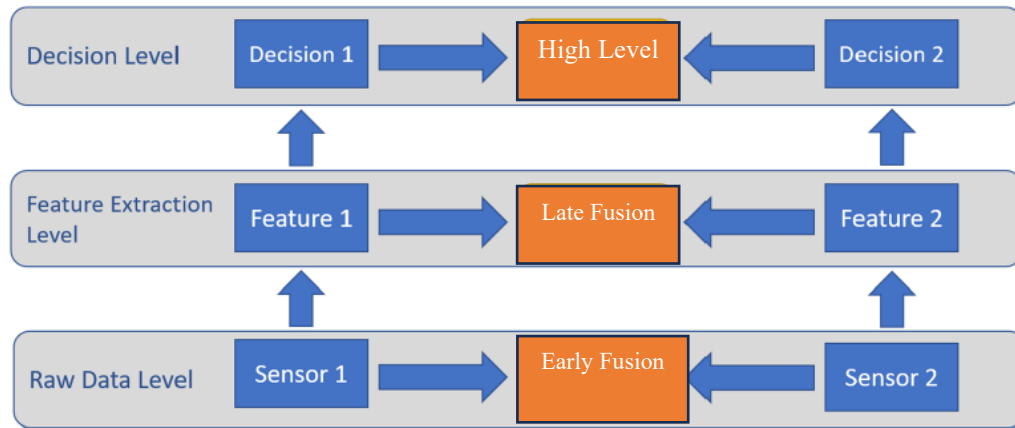 Decision Level
Decision 1
High Level
Decision 2
Feature Extraction
Level
Feature 1
Late Fusion
Feature 2
Raw Data Level
Sensor 1
Early Fusion
Sensor 2